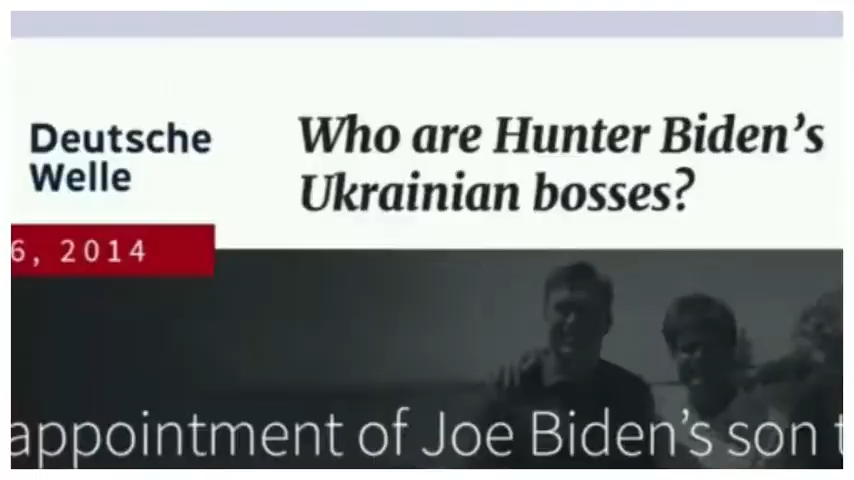 Deutsche
Welle
Who are Hunter Biden’s
Ukrainian bosses?
6, 2014
appointment of Joe Biden’s son